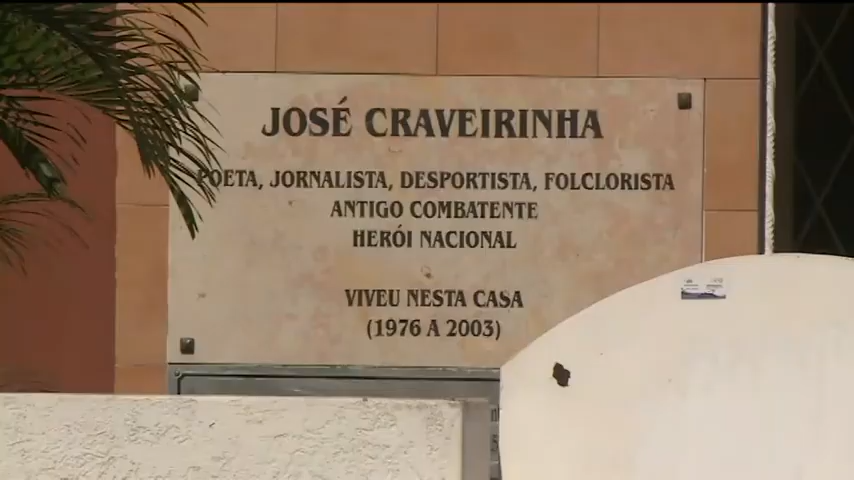 JOSÉ CRAVEIRINHA
POETA, JORNALISTA, DESPORTISTA, FOLCLORISTA
ANTIGO COMBATENTE
HERÓI NACIONAL
VIVEU NESTA CASA
(1976 A 2003)